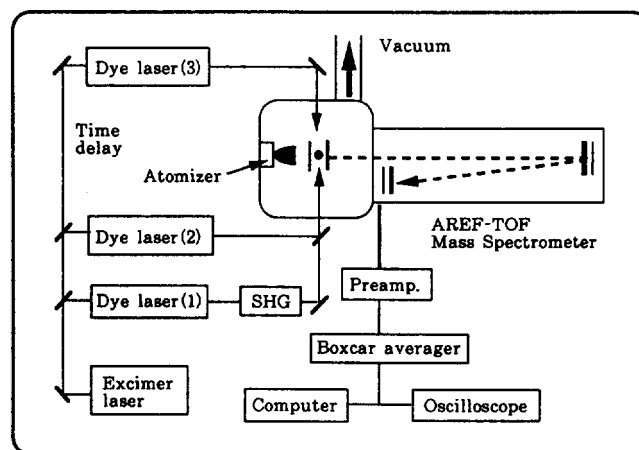 Vacuum
Dye laser(3)
Time
delay
Atomizer
AREF-TOF
Mass Spectrometer
Dye laser(2)
Dye laser(1)
SHG
Preamp.
Boxcar averager
Excimer
laser
Computer
Oscilloscope